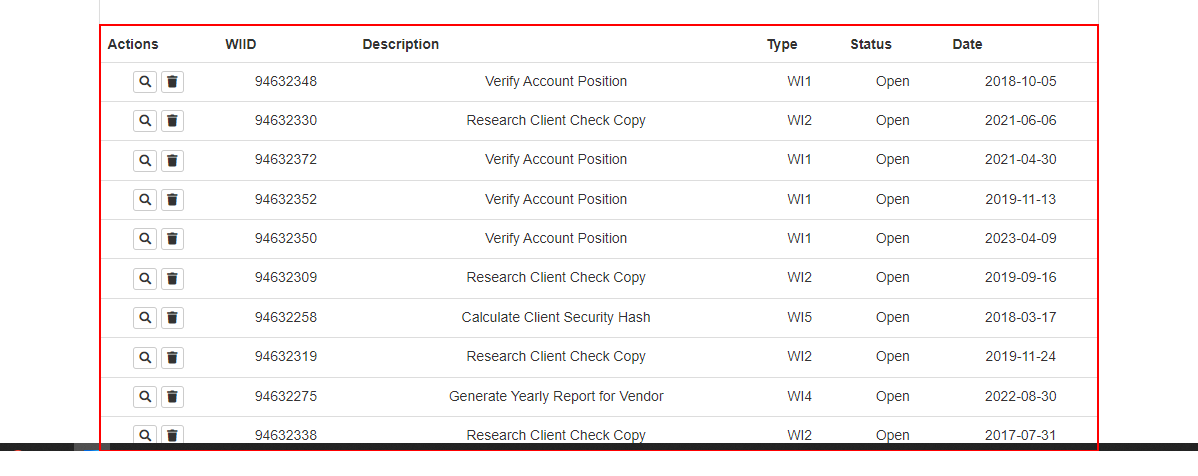 Actions WIID Description Type Status Date
94632348 Verify Account Position WI1 Open 2018-10-05
94632330 Research Client Check Copy WI2 Open 2021-06-06
94632372 Verify Account Position WI1 Open 2021-04-30
94632352 Verify Account Position WI1 Open 2019-11-13
94632350 Verify Account Position WI1 Open 2023-04-09
94632309 Research Client Check Copy WI2 Open 2019-09-16
94632258 Calculate Client Security Hash WI5 Open 2018-03-17
94632319 Research Client Check Copy WI2 Open 2019-11-24
94632275 Generate Yearly Report for Vendor WI4 Open 2022-08-30
94632338 Research Client Check Copy WI2 Open 2017-07-31